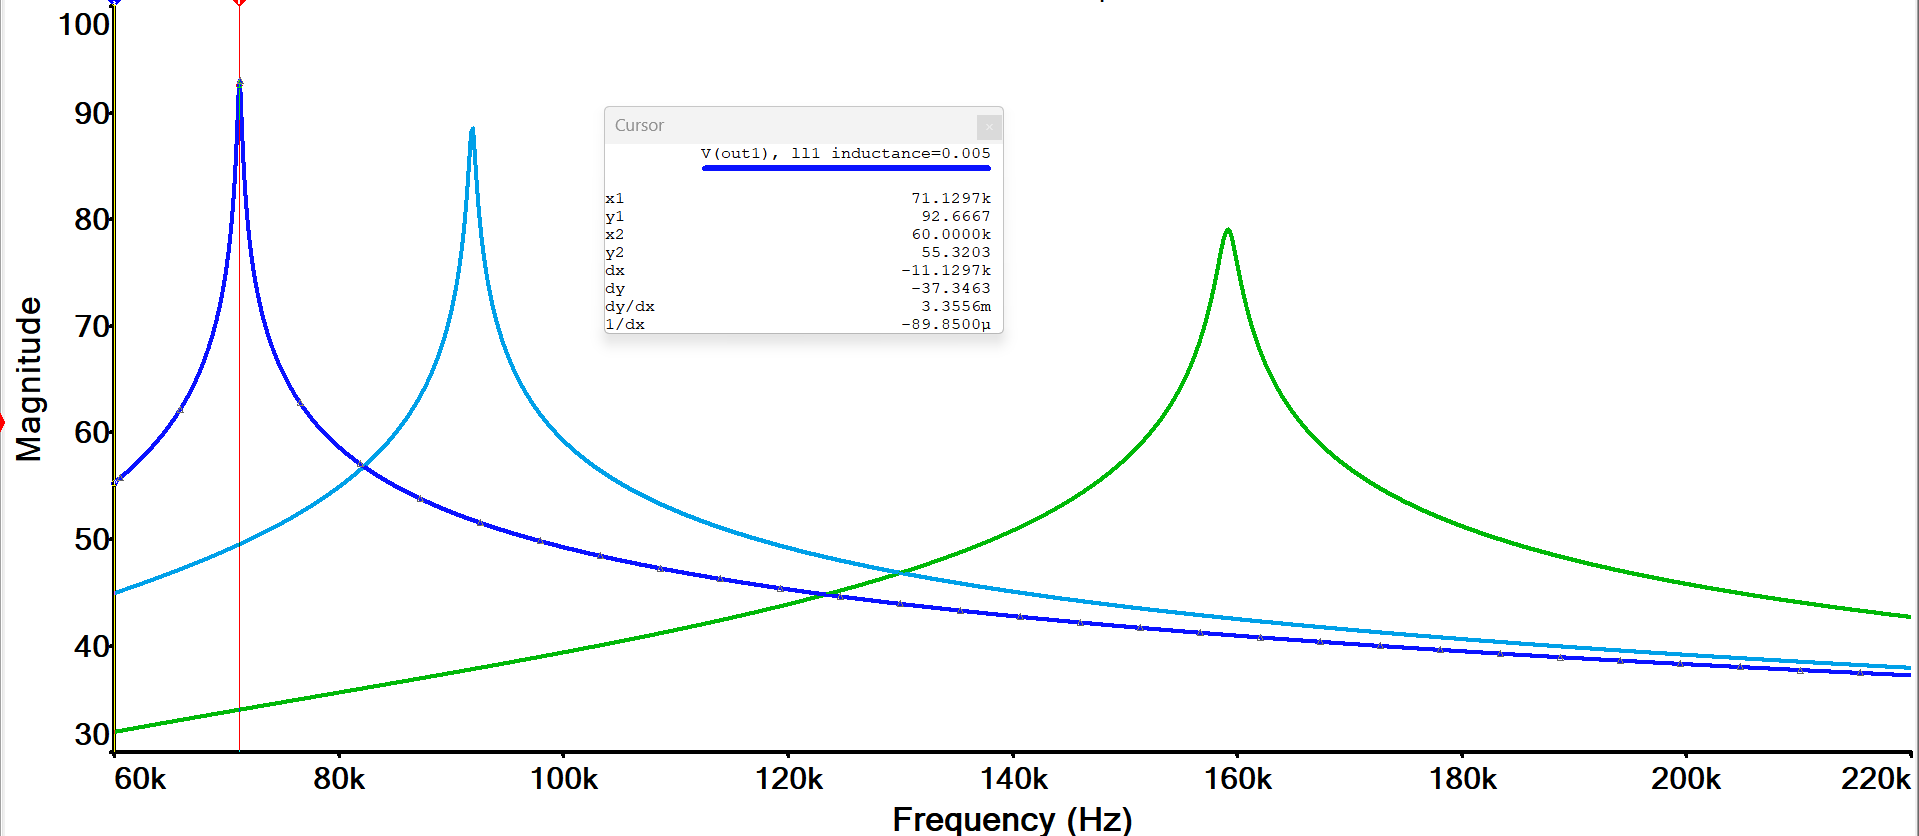 100
90
80
70
60
50
40
30
Magnitude
Cursor
V(out1), ll1 inductance=0.005
x1 71.1297k
y1 92.6667
x2 60.0000k
y2 55.3203
dx -11.1297k
dy -37.3463
dy/dx 3.3556m
1/dx -89.8500µ
60k 80k 100k 120k 140k 160k 180k 200k 220k
Frequency (Hz)